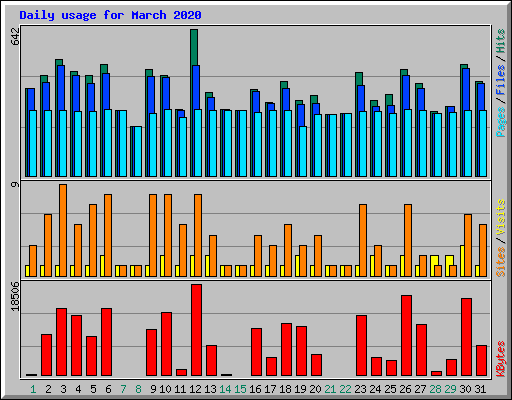 Daily usage for March 2020
642
Pages / Files / Hits
9
Sites / Visits
18506
KBytes
1 2 3 4 5 6 7 8 9 10 11 12 13 14 15 16 17 18 19 20 21 22 23 24 25 26 27 28 29 30 31